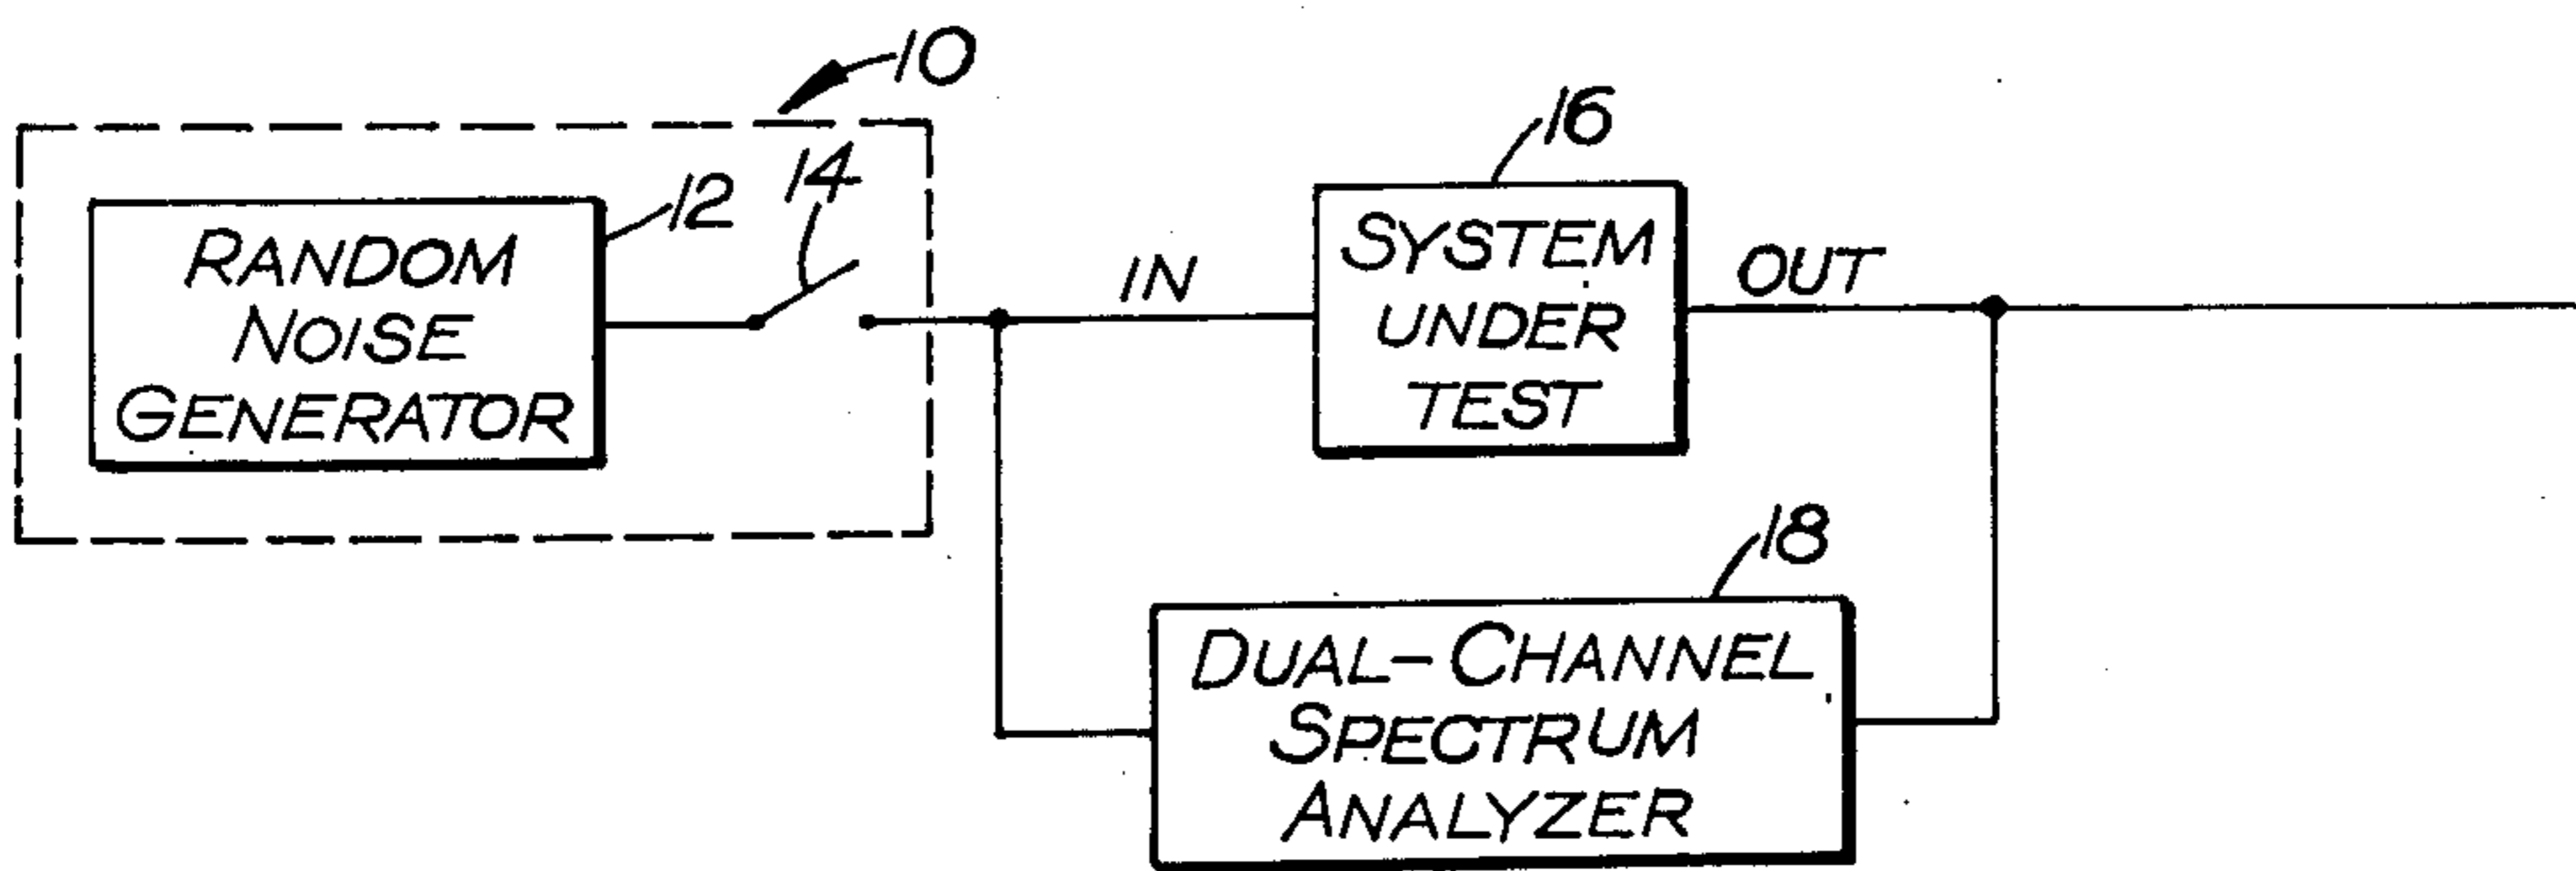 10
12
14
RANDOM
NOISE
GENERATOR
IN
16
SYSTEM
UNDER
TEST
OUT
18
DUAL-CHANNEL
SPECTRUM
ANALYZER